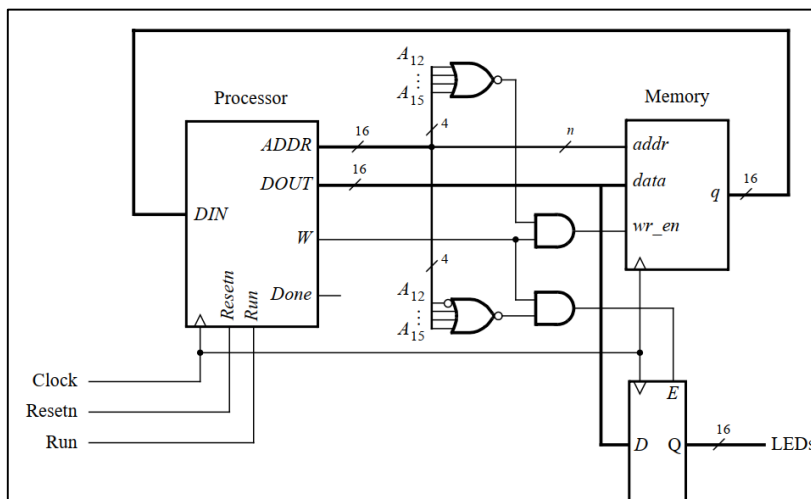 A12
⋮
A15
Processor
Memory
4
16
n
ADDR
addr
16
DOUT
data
16
q
DIN
W
wr_en
4
Resetn
Run
Done
A12
⋮
A15
Clock
E
Resetn
16
D
Q
LEDs
Run